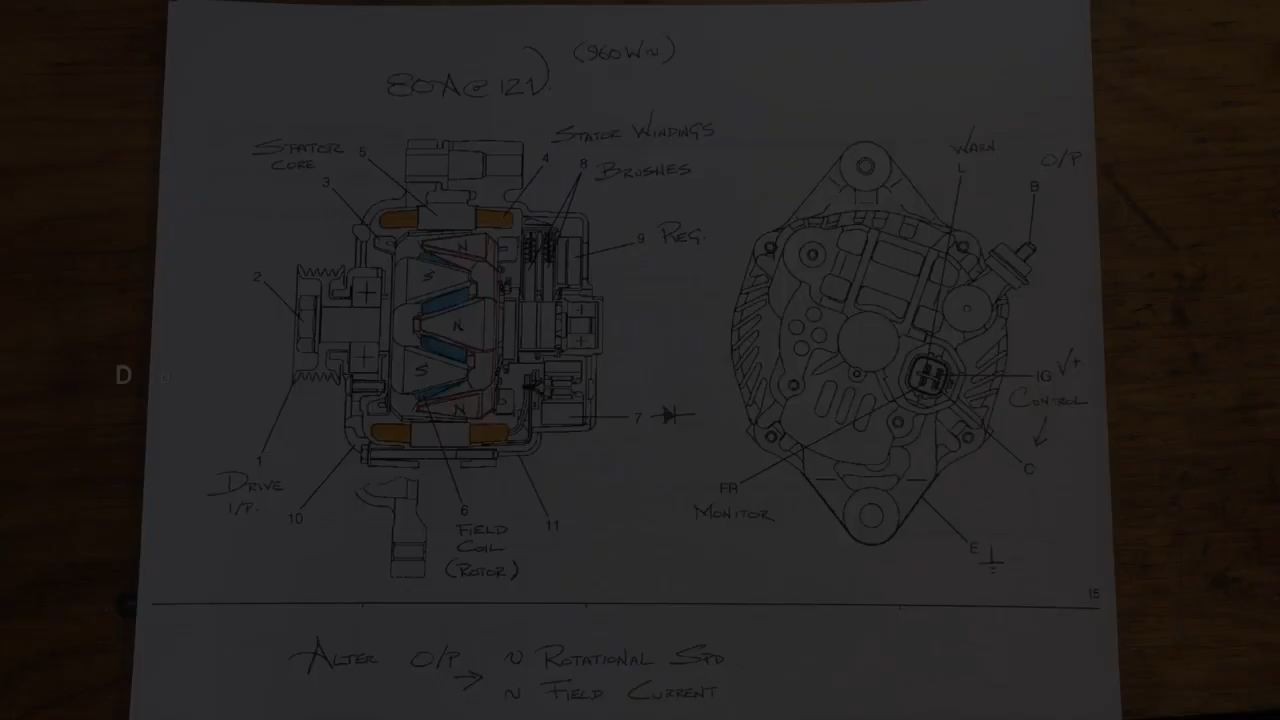 (960W~)
80A@12V
STATOR WINDINGS
STATOR
CORE
5
4
8
BRUSHES
WARN
L
O/P
B
3
9 REG.
2
N
S
N
S
N
D
IG V+
CONTROL
7
1
C
DRIVE
I/P.
10
6
11
FIELD
COIL
(ROTOR)
FR
MONITOR
E
15
ALTER O/P → ~ ROTATIONAL SPD
~ FIELD CURRENT